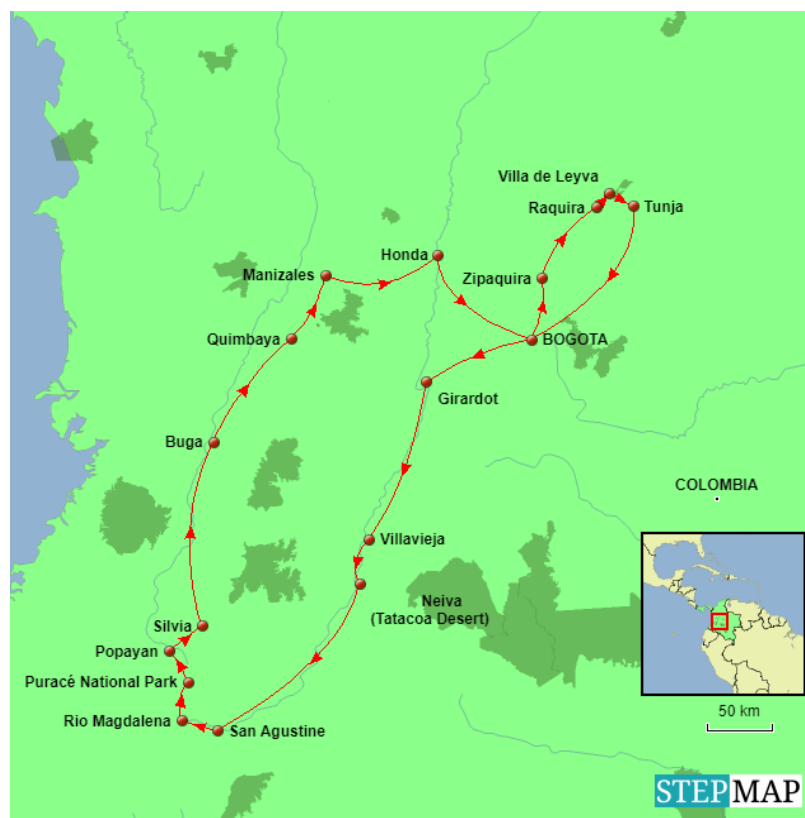 Villa de Leyva
Raquira
Tunja
Honda
Manizales
Zipaquira
Quimbaya
BOGOTA
Girardot
Buga
COLOMBIA
Villavieja
Neiva
(Tatacoa Desert)
Silvia
Popayan
Puracé National Park
Rio Magdalena
San Agustine
50 km
STEPMAP